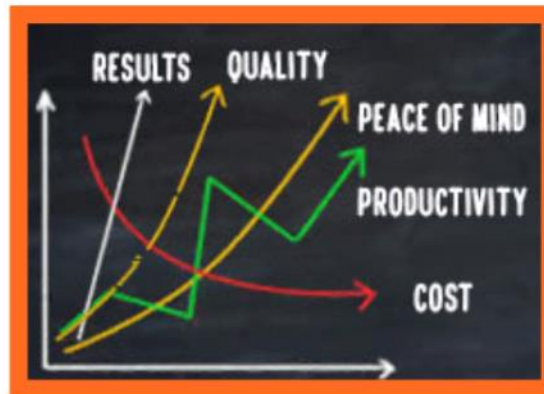 RESULTS
QUALITY
PEACE OF MIND
PRODUCTIVITY
COST